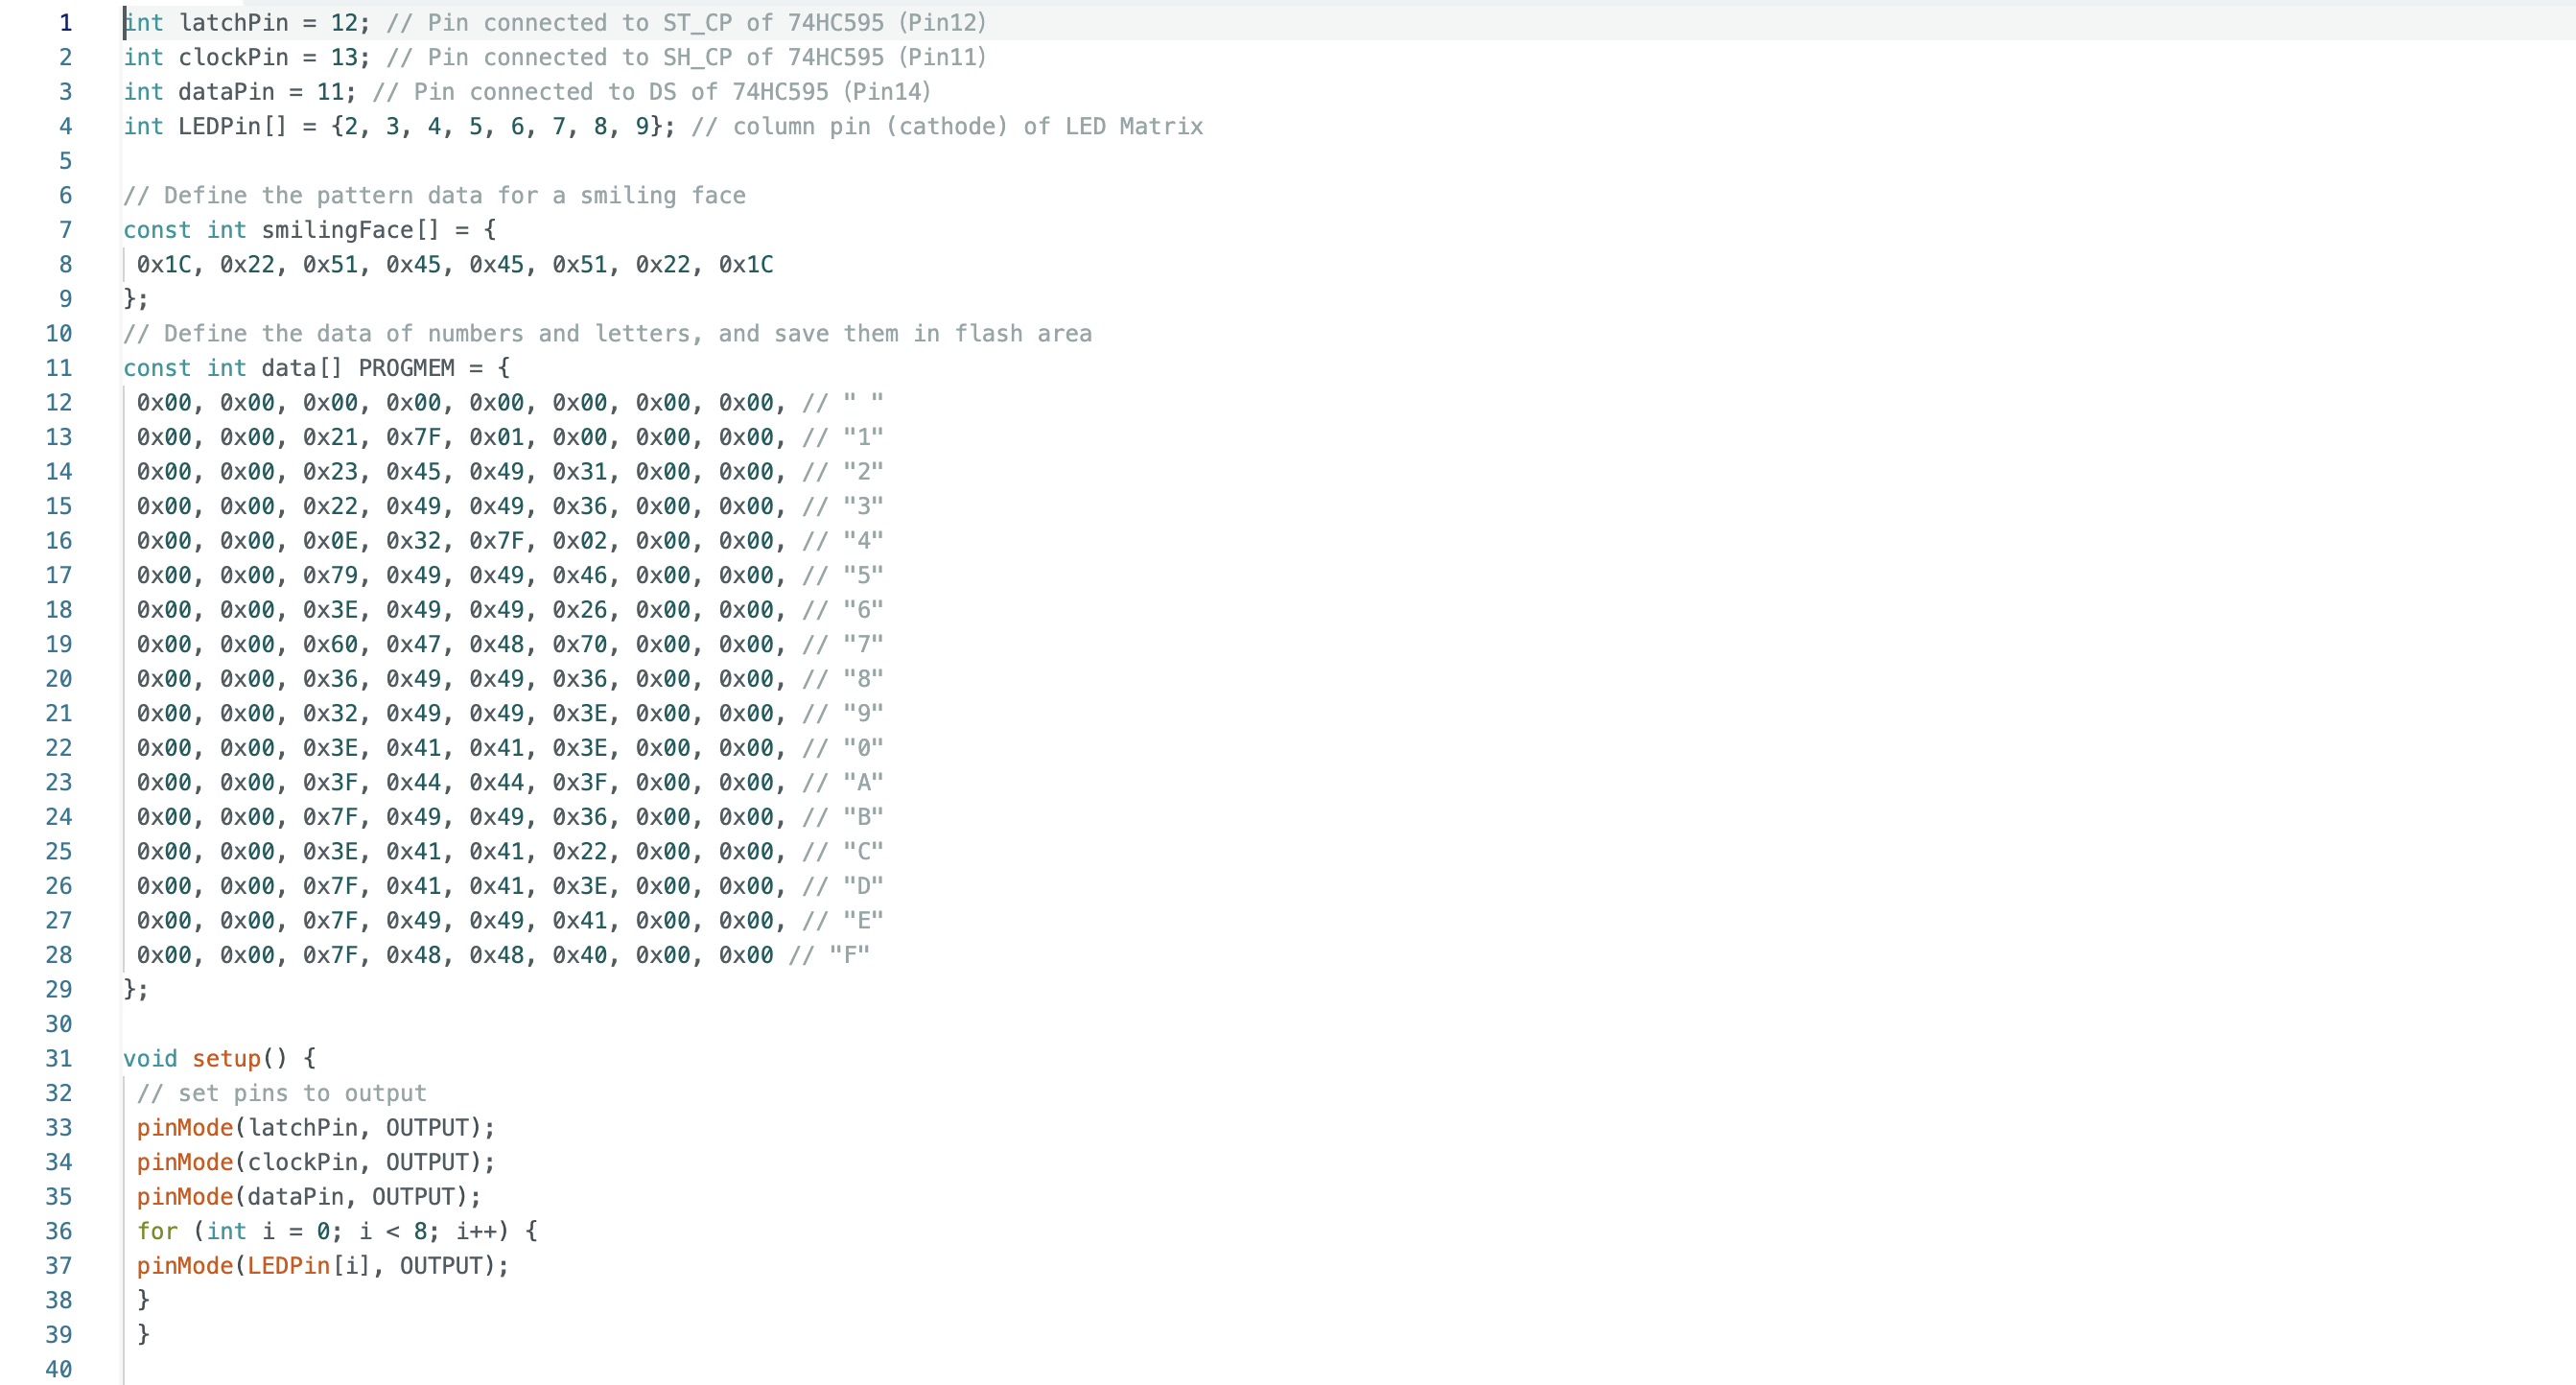 1 int latchPin = 12; // Pin connected to ST_CP of 74HC595（Pin12）
2 int clockPin = 13; // Pin connected to SH_CP of 74HC595（Pin11）
3 int dataPin = 11; // Pin connected to DS of 74HC595（Pin14）
4 int LEDPin[] = {2, 3, 4, 5, 6, 7, 8, 9}; // column pin (cathode) of LED Matrix
5
6 // Define the pattern data for a smiling face
7 const int smilingFace[] = {
8 0x1C, 0x22, 0x51, 0x45, 0x45, 0x51, 0x22, 0x1C
9 };
10 // Define the data of numbers and letters, and save them in flash area
11 const int data[] PROGMEM = {
12 0x00, 0x00, 0x00, 0x00, 0x00, 0x00, 0x00, 0x00, // " "
13 0x00, 0x00, 0x21, 0x7F, 0x01, 0x00, 0x00, 0x00, // "1"
14 0x00, 0x00, 0x23, 0x45, 0x49, 0x31, 0x00, 0x00, // "2"
15 0x00, 0x00, 0x22, 0x49, 0x49, 0x36, 0x00, 0x00, // "3"
16 0x00, 0x00, 0x0E, 0x32, 0x7F, 0x02, 0x00, 0x00, // "4"
17 0x00, 0x00, 0x79, 0x49, 0x49, 0x46, 0x00, 0x00, // "5"
18 0x00, 0x00, 0x3E, 0x49, 0x49, 0x26, 0x00, 0x00, // "6"
19 0x00, 0x00, 0x60, 0x47, 0x48, 0x70, 0x00, 0x00, // "7"
20 0x00, 0x00, 0x36, 0x49, 0x49, 0x36, 0x00, 0x00, // "8"
21 0x00, 0x00, 0x32, 0x49, 0x49, 0x3E, 0x00, 0x00, // "9"
22 0x00, 0x00, 0x3E, 0x41, 0x41, 0x3E, 0x00, 0x00, // "0"
23 0x00, 0x00, 0x3F, 0x44, 0x44, 0x3F, 0x00, 0x00, // "A"
24 0x00, 0x00, 0x7F, 0x49, 0x49, 0x36, 0x00, 0x00, // "B"
25 0x00, 0x00, 0x3E, 0x41, 0x41, 0x22, 0x00, 0x00, // "C"
26 0x00, 0x00, 0x7F, 0x41, 0x41, 0x3E, 0x00, 0x00, // "D"
27 0x00, 0x00, 0x7F, 0x49, 0x49, 0x41, 0x00, 0x00, // "E"
28 0x00, 0x00, 0x7F, 0x48, 0x48, 0x40, 0x00, 0x00 // "F"
29 };
30
31 void setup() {
32 // set pins to output
33 pinMode(latchPin, OUTPUT);
34 pinMode(clockPin, OUTPUT);
35 pinMode(dataPin, OUTPUT);
36 for (int i = 0; i < 8; i++) {
37 pinMode(LEDPin[i], OUTPUT);
38 }
39 }
40